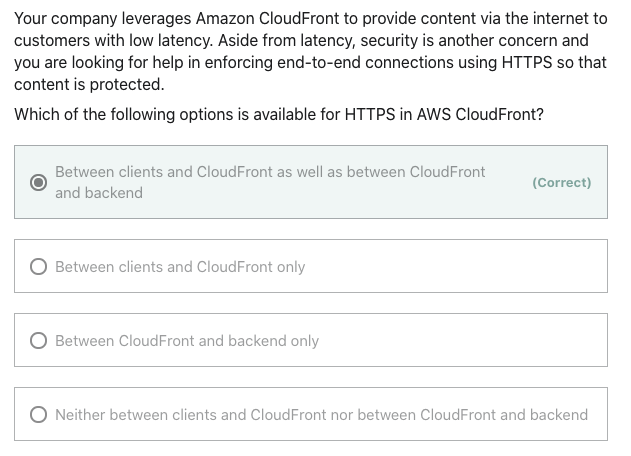 Your company leverages Amazon CloudFront to provide content via the internet to
customers with low latency. Aside from latency, security is another concern and
you are looking for help in enforcing end-to-end connections using HTTPS so that
content is protected.
Which of the following options is available for HTTPS in AWS CloudFront?
Between clients and CloudFront as well as between CloudFront
and backend
(Correct)
Between clients and CloudFront only
Between CloudFront and backend only
Neither between clients and CloudFront nor between CloudFront and backend